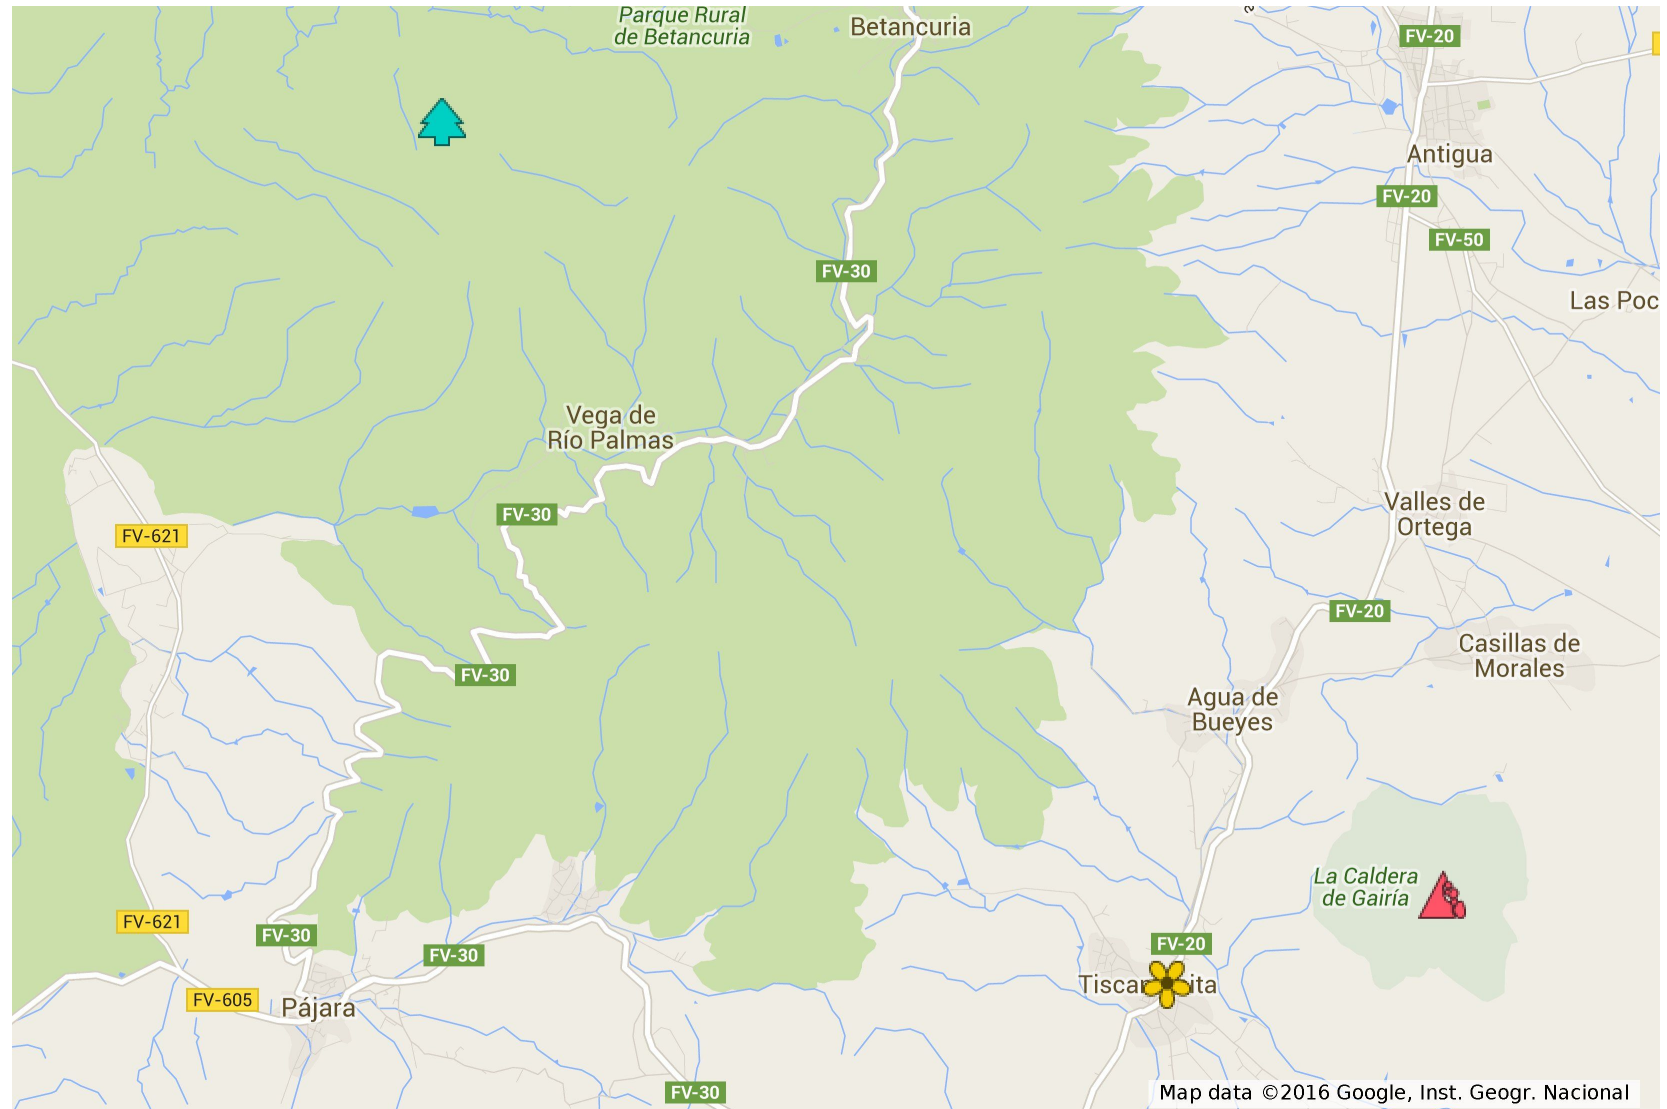 Parque Rural
de Betancuria
Betancuria
FV-20
Antigua
FV-20
FV-50
FV-30
Las Poc
Vega de
Río Palmas
FV-30
FV-621
Valles de
Ortega
FV-20
Casillas de
Morales
FV-30
Agua de
Bueyes
La Caldera
de Gairía
FV-621
FV-30
FV-30
FV-20
FV-605
Pájara
FV-30
Map data ©2016 Google, Inst. Geogr. Nacional